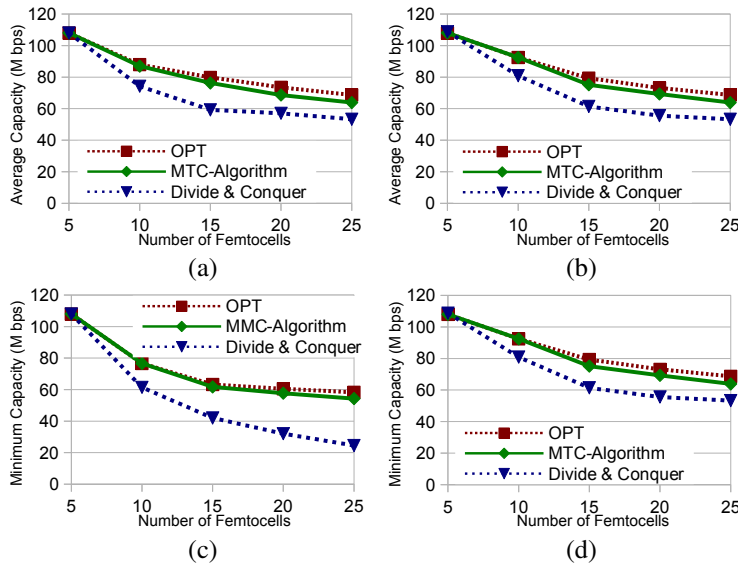 Average Capacity (M bps)
120
100
80
60
40
20
0
OPT
MTC-Algorithm
Divide & Conquer
5 10 15 20 25
Number of Femtocells
(a)
Average Capacity (M bps)
120
100
80
60
40
20
0
OPT
MTC-Algorithm
Divide & Conquer
5 10 15 20 25
Number of Femtocells
(b)
Minimum Capacity (M bps)
120
100
80
60
40
20
0
OPT
MMC-Algorithm
Divide & Conquer
5 10 15 20 25
Number of Femtocells
(c)
Minimum Capacity (M bps)
120
100
80
60
40
20
0
OPT
MTC-Algorithm
Divide & Conquer
5 10 15 20 25
Number of Femtocells
(d)